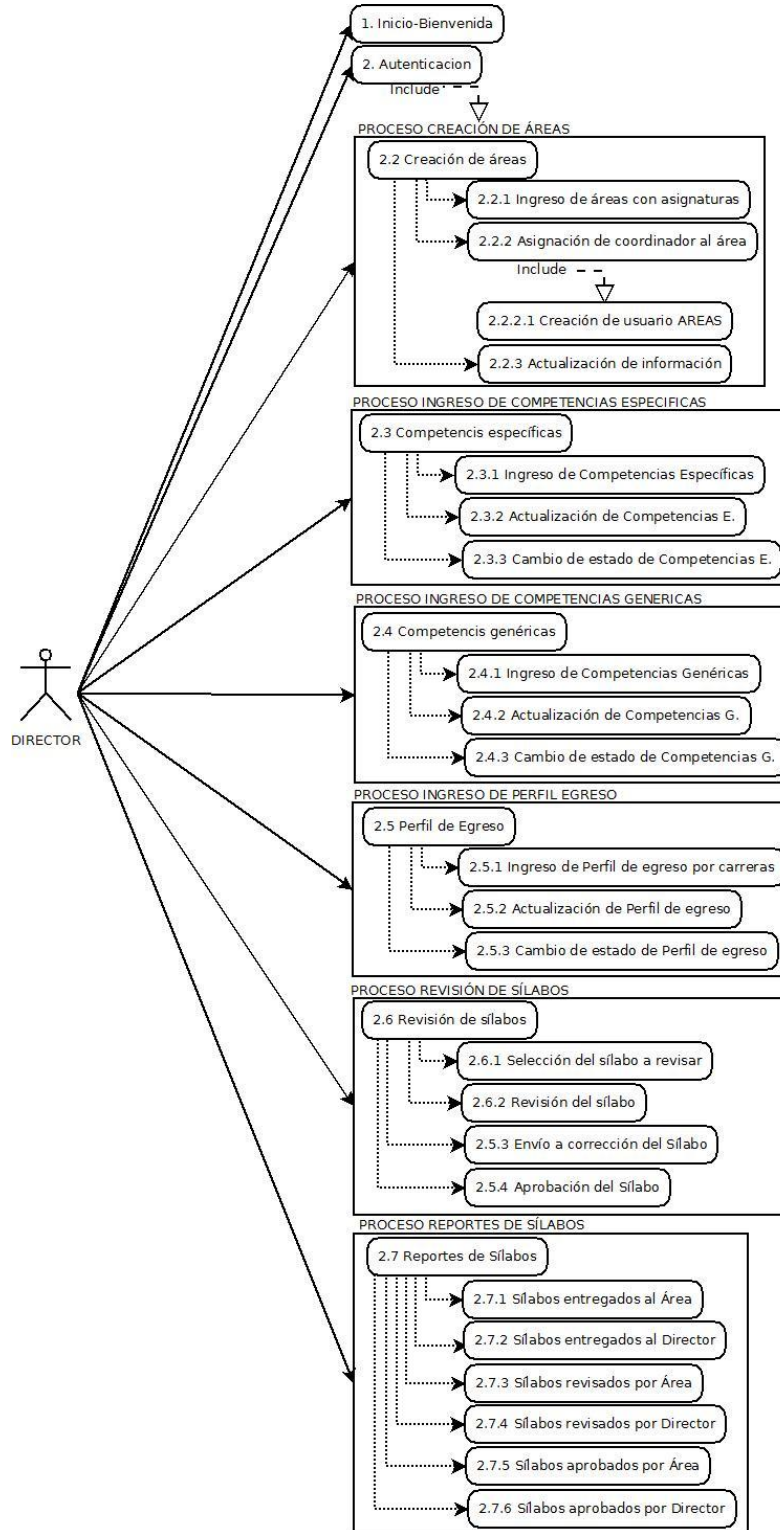 1. Inicio-Bienvenida
2. Autenticacion
Include
PROCESO CREACIÓN DE ÁREAS
2.2 Creación de áreas
2.2.1 Ingreso de áreas con asignaturas
2.2.2 Asignación de coordinador al área
Include
2.2.2.1 Creación de usuario AREAS
2.2.3 Actualización de información
PROCESO INGRESO DE COMPETENCIAS ESPECIFICAS
2.3 Competencis específicas
2.3.1 Ingreso de Competencias Específicas
2.3.2 Actualización de Competencias E.
2.3.3 Cambio de estado de Competencias E.
PROCESO INGRESO DE COMPETENCIAS GENERICAS
2.4 Competencis genéricas
2.4.1 Ingreso de Competencias Genéricas
2.4.2 Actualización de Competencias G.
2.4.3 Cambio de estado de Competencias G.
DIRECTOR
PROCESO INGRESO DE PERFIL EGRESO
2.5 Perfil de Egreso
2.5.1 Ingreso de Perfil de egreso por carreras
2.5.2 Actualización de Perfil de egreso
2.5.3 Cambio de estado de Perfil de egreso
PROCESO REVISIÓN DE SÍLABOS
2.6 Revisión de sílabos
2.6.1 Selección del sílabo a revisar
2.6.2 Revisión del sílabo
2.5.3 Envío a corrección del Sílabo
2.5.4 Aprobación del Sílabo
PROCESO REPORTES DE SÍLABOS
2.7 Reportes de Sílabos
2.7.1 Sílabos entregados al Área
2.7.2 Sílabos entregados al Director
2.7.3 Sílabos revisados por Área
2.7.4 Sílabos revisados por Director
2.7.5 Sílabos aprobados por Área
2.7.6 Sílabos aprobados por Director